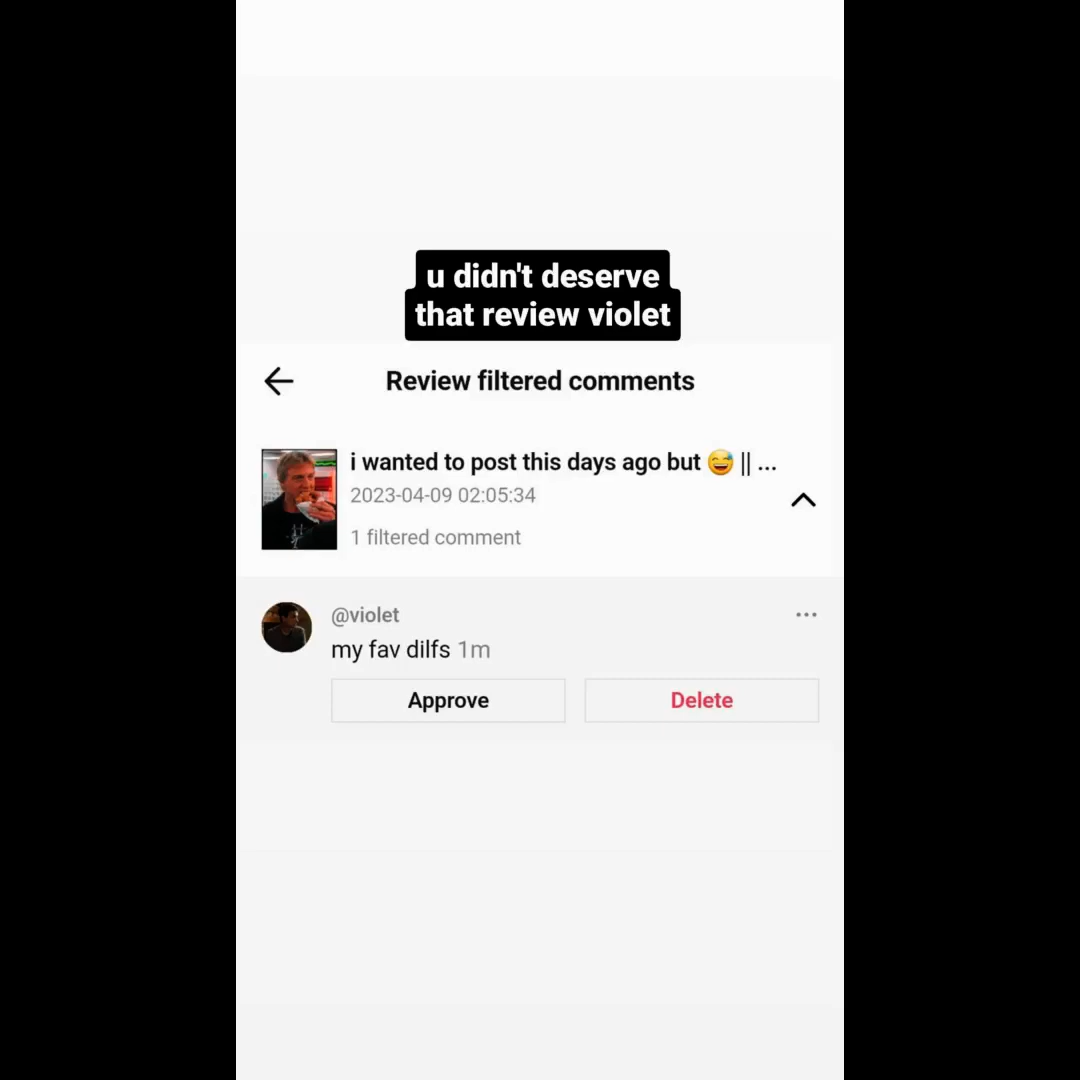 u didn't deserve
that review violet
Review filtered comments
i wanted to post this days ago but 😅 || ...
2023-04-09 02:05:34
1 filtered comment
@violet
my fav dilfs 1m
Approve
Delete